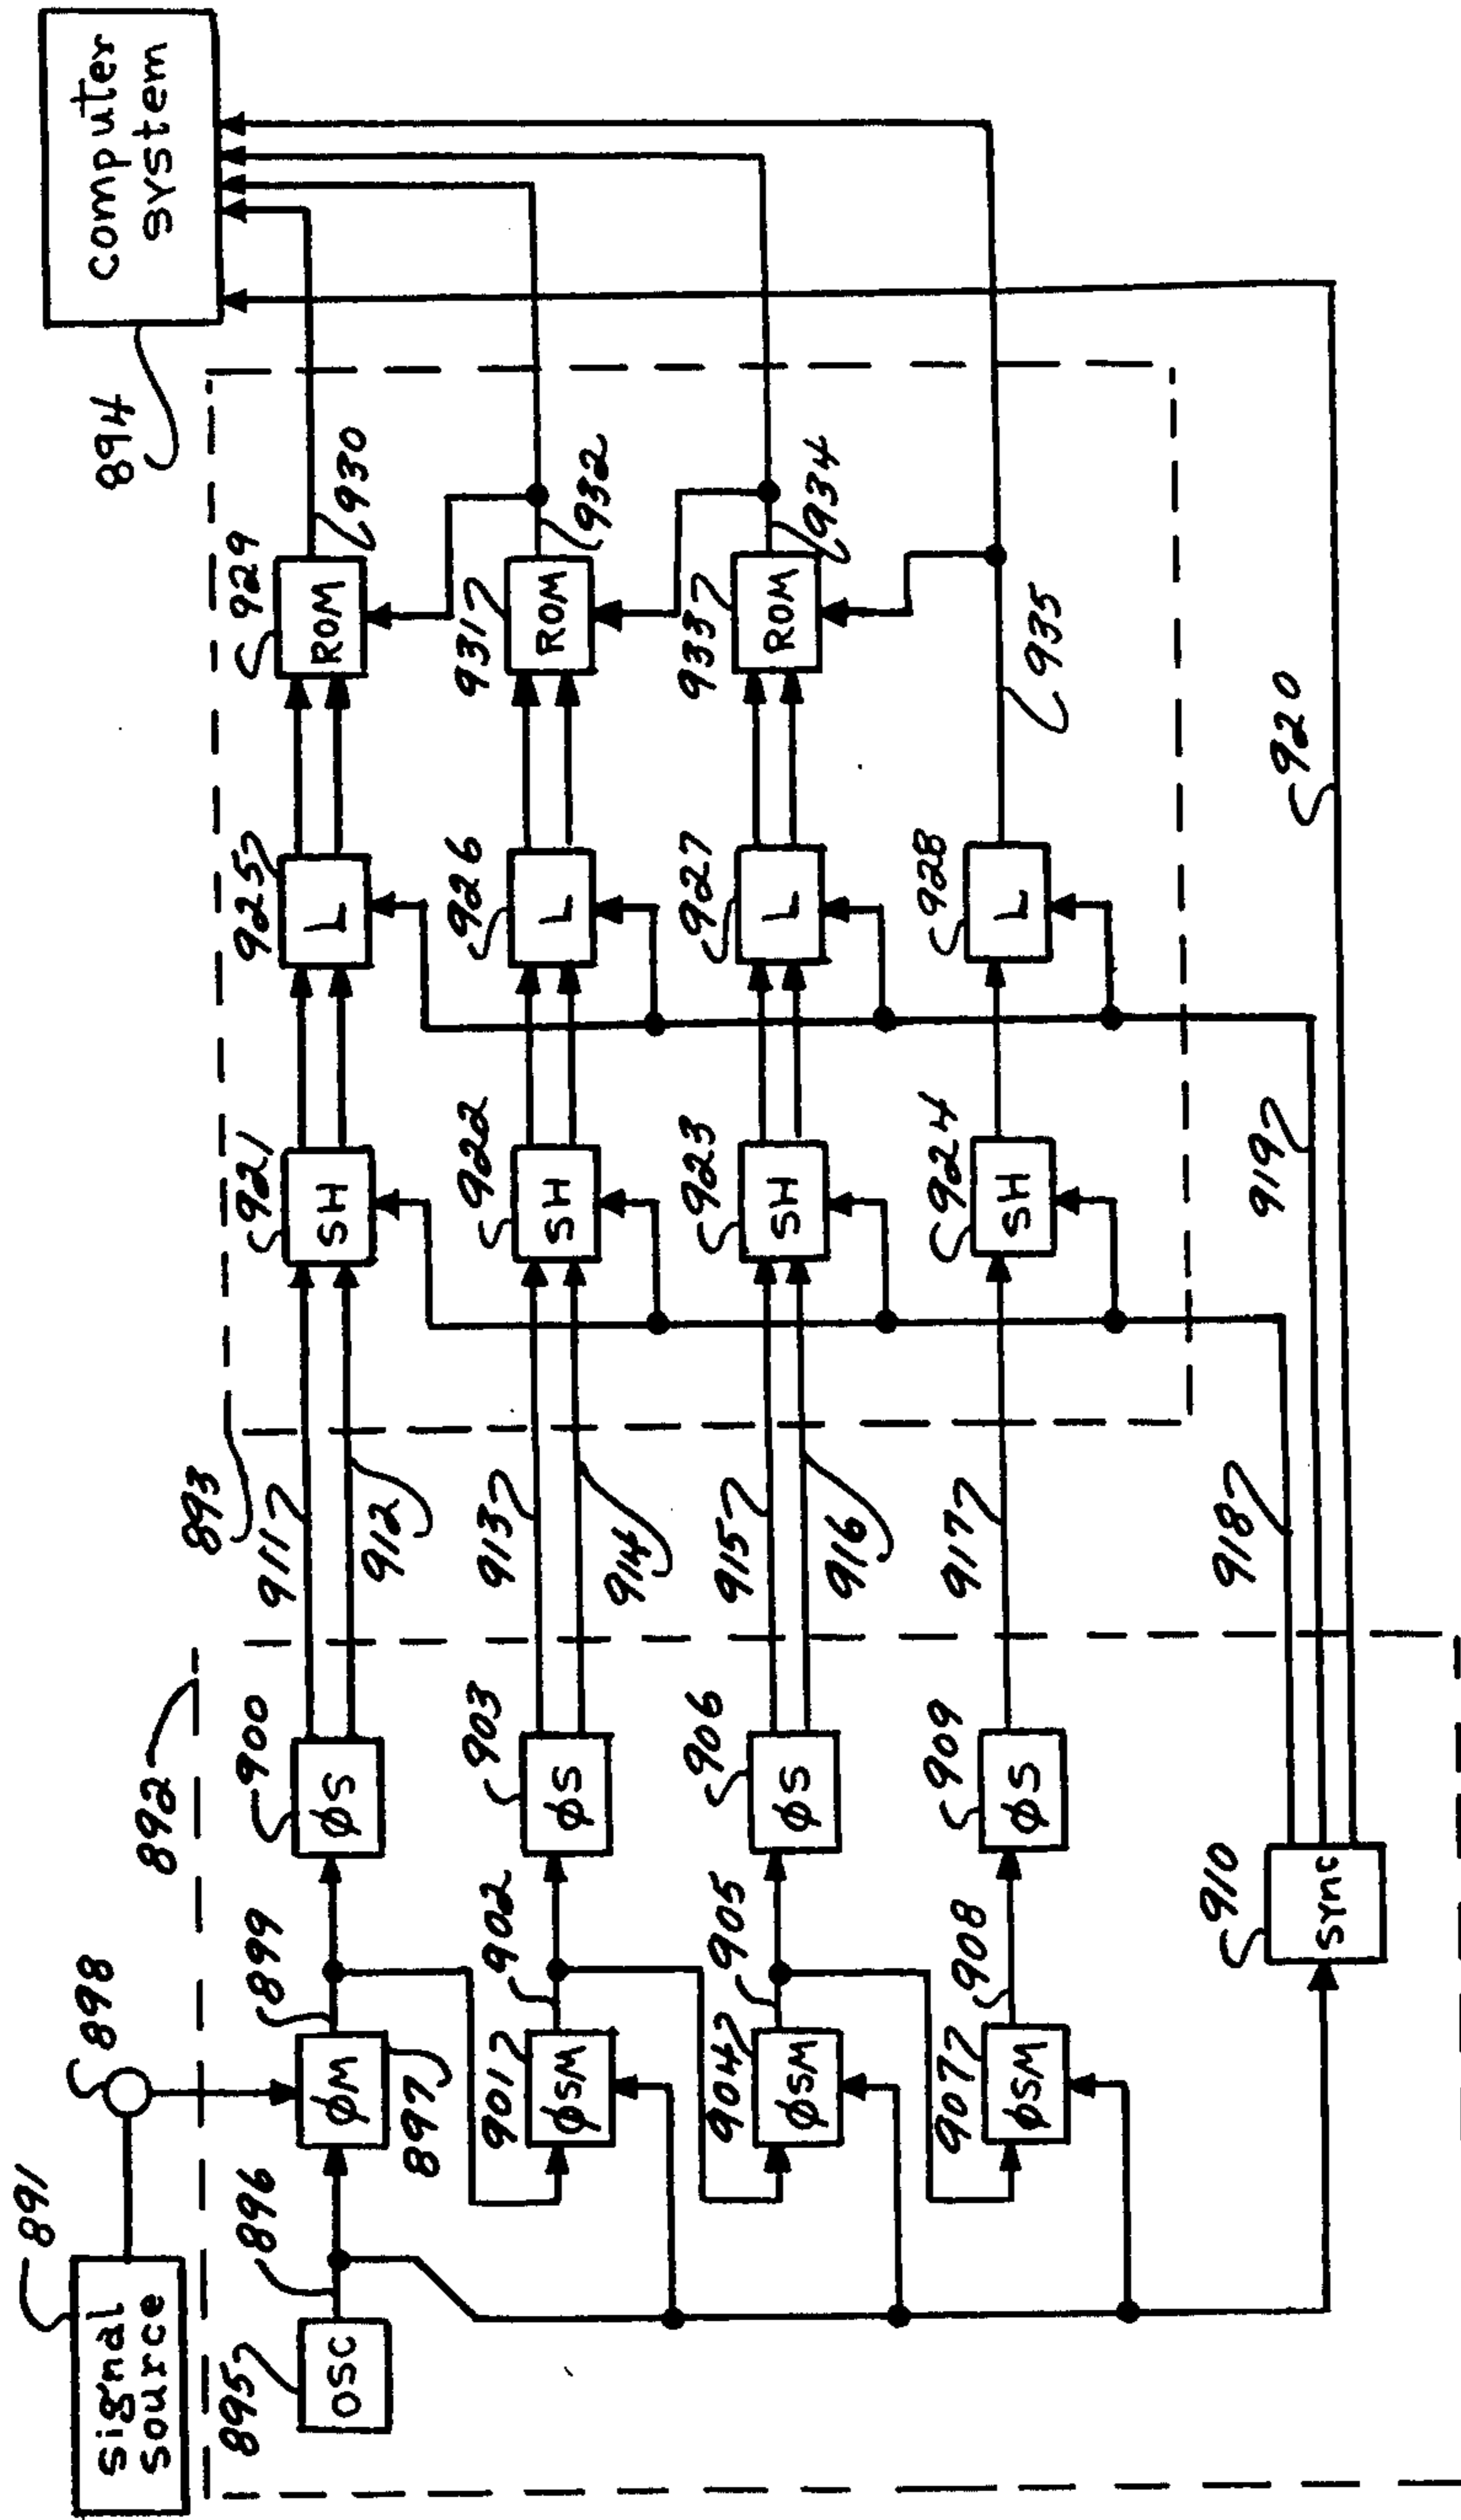 Signal
source
891
898
892
893
894
Computer
system
895
OSC
896
ϕM
897
899
ϕS
900
911
912
SH
921
L
925
ROM
929
930
901
ϕSM
902
ϕS
903
913
914
SH
922
L
926
ROM
931
932
904
ϕSM
905
ϕS
906
915
916
SH
923
L
927
ROM
933
934
907
ϕSM
908
ϕS
909
917
SH
924
L
928
935
Sync
910
918
919
920